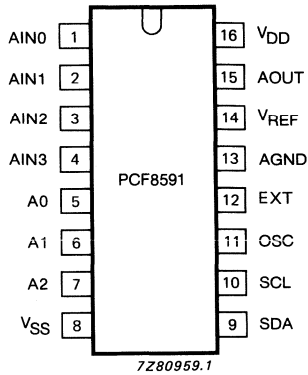 AIN0 1 16 VDD
AIN1 2 15 AOUT
AIN2 3 14 VREF
AIN3 4 13 AGND
PCF8591
A0 5 12 EXT
A1 6 11 OSC
A2 7 10 SCL
VSS 8 9 SDA
7Z80959.1